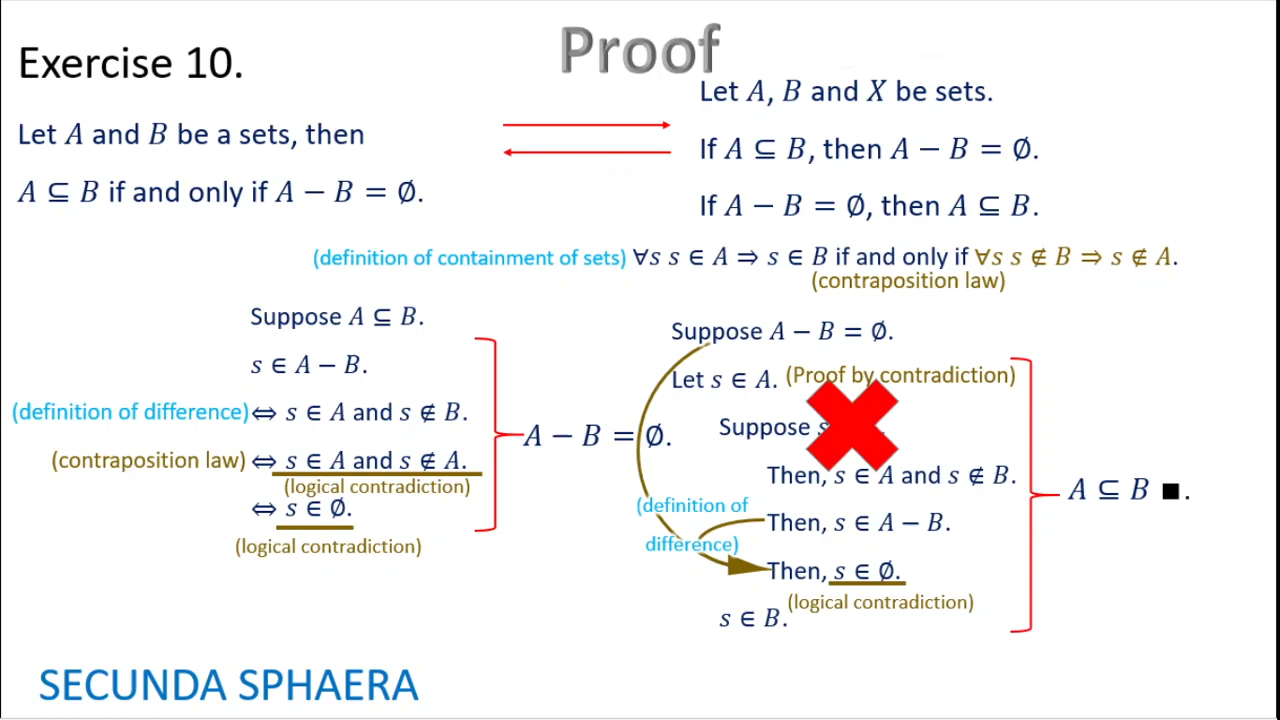 Proof
Exercise 10.
Let A and B be a sets, then
A ⊆ B if and only if A − B = ∅.
Let A, B and X be sets.
If A ⊆ B, then A − B = ∅.
If A − B = ∅, then A ⊆ B.
(definition of containment of sets) ∀s s ∈ A ⇒ s ∈ B if and only if ∀s s ∉ B ⇒ s ∉ A.
(contraposition law)
Suppose A ⊆ B.
s ∈ A − B.
(definition of difference) ⇔ s ∈ A and s ∉ B.
(contraposition law) ⇔ s ∈ A and s ∉ A.
(logical contradiction)
⇔ s ∈ ∅.
(logical contradiction)
A − B = ∅.
Suppose A − B = ∅.
Let s ∈ A. (Proof by contradiction)
Suppose s
Then, s ∈ A and s ∉ B.
(definition of
Then, s ∈ A − B.
difference)
Then, s ∈ ∅.
(logical contradiction)
s ∈ B.
A ⊆ B ■.
SECUNDA SPHAERA